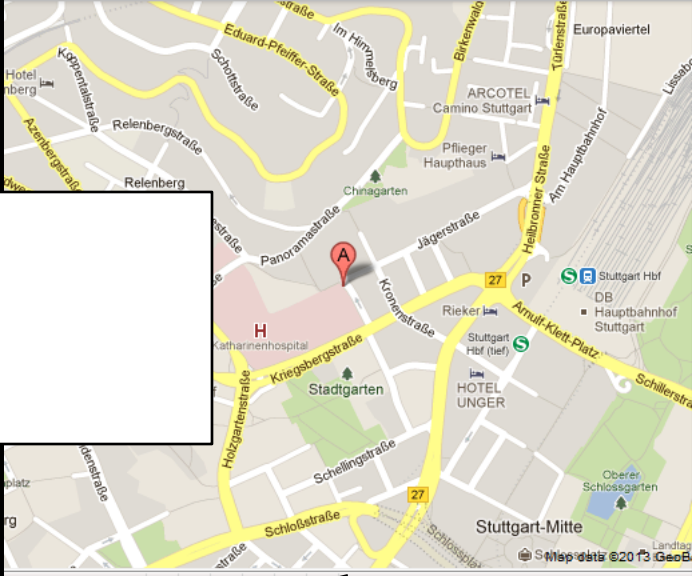 Eduard-Pfeiffer-Straße
Im Himmelsberg
Birkenwald
Türlenstraße
Europaviertel
Hotel
nberg
Koppentalstraße
Schottstraße
ARCOTEL
Camino Stuttgart
Lissabo
Azenbergstraße
Relenbergstraße
Pflieger
Haupthaus
Am Hauptbahnhof
Relenberg
Chinagarten
Heilbronner Straße
Panoramastraße
Jägerstraße
A
27
P
S
Stuttgart Hbf
DB
Hauptbahnhof
Stuttgart
Kronenstraße
Rieker
Arnulf-Klett-Platz
H
Katharinenhospital
Kriegsbergstraße
Stuttgart
Hbf (tief)
S
Schillerstra
Stadtgarten
HOTEL
UNGER
Holzgartenstraße
Schellingstraße
Oberer
Schlossgarten
27
Schloßstraße
Stuttgart-Mitte
Map data ©2013 GeoB